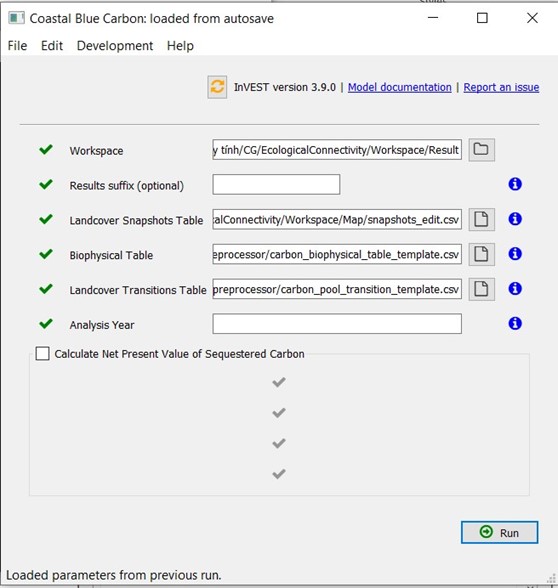 Coastal Blue Carbon: loaded from autosave
File Edit Development Help
InVEST version 3.9.0 | Model documentation | Report an issue
Workspace y tính/CG/EcologicalConnectivity/Workspace/Result
Results suffix (optional)
Landcover Snapshots Table alConnectivity/Workspace/Map/snapshots_edit.csv
Biophysical Table eprocessor/carbon_biophysical_table_template.csv
Landcover Transitions Table preprocessor/carbon_pool_transition_template.csv
Analysis Year
Calculate Net Present Value of Sequestered Carbon
Run
Loaded parameters from previous run.